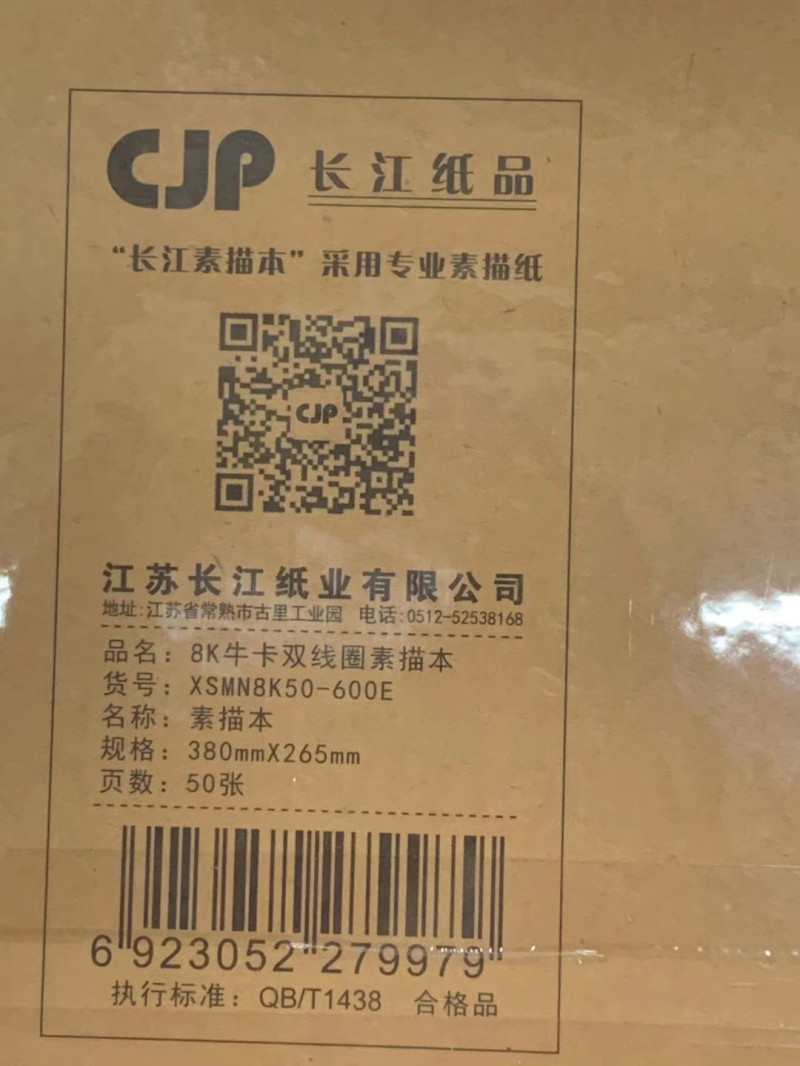 CJP 长江纸品
“长江素描本”采用专业素描纸
CJP
江苏长江纸业有限公司
地址:江苏省常熟市古里工业园 电话:0512-52538168
品名：8K牛卡双线圈素描本
货号：XSMN8K50-600E
名称：素描本
规格：380mmX265mm
页数：50张
6 923052 279979
执行标准：QB/T1438 合格品